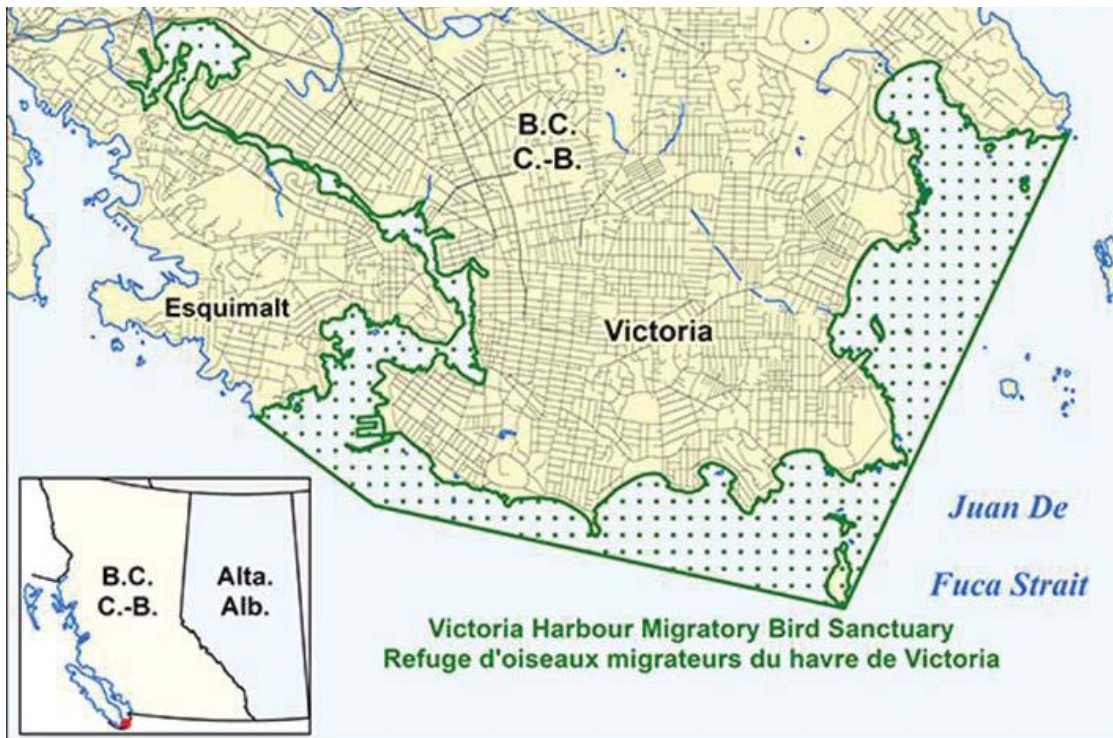 B.C.
C.-B.
Esquimalt
Victoria
Juan De
Fuca Strait
B.C.
C.-B.
Alta.
Alb.
Victoria Harbour Migratory Bird Sanctuary
Refuge d'oiseaux migrateurs du havre de Victoria